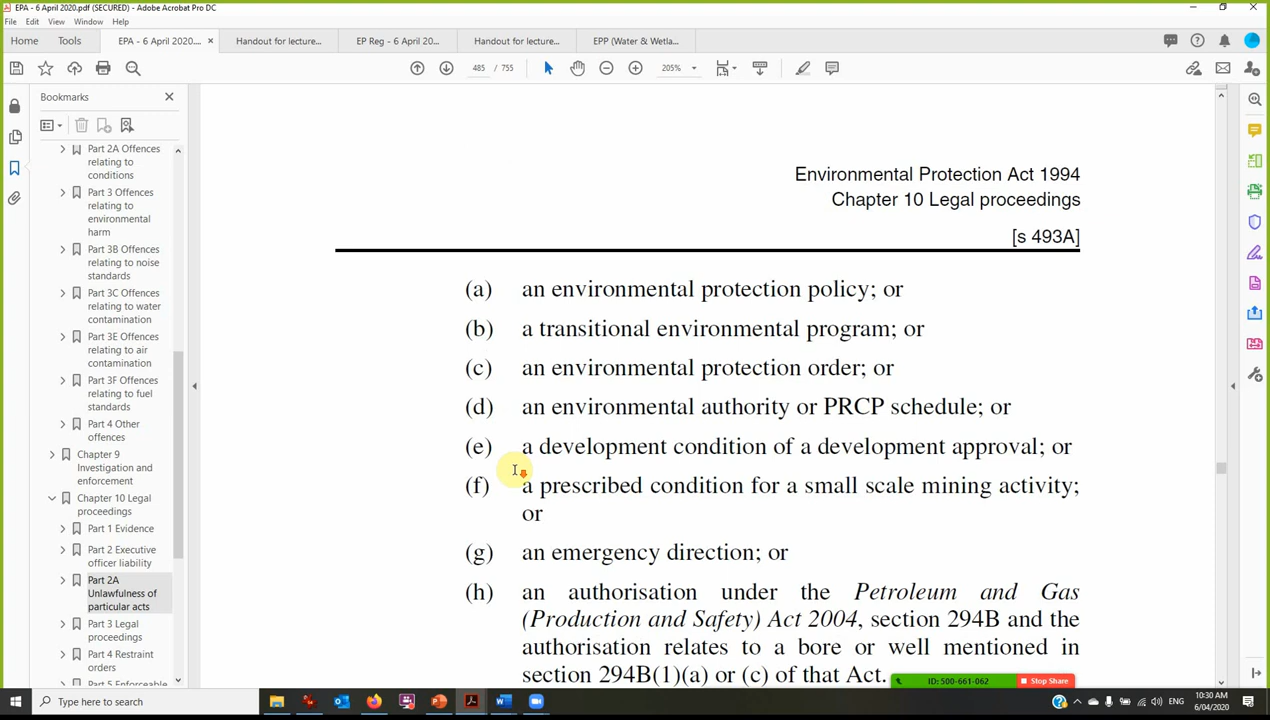 EPA - 6 April 2020.pdf (SECURED) - Adobe Acrobat Pro DC
File Edit View Window Help
Home Tools EPA - 6 April 2020.... × Handout for lecture... EP Reg - 6 April 20... Handout for lecture... EPP (Water & Wetla...
485 / 755 205%
Bookmarks
Part 2A Offences
relating to
conditions
Part 3 Offences
relating to
environmental
harm
Part 3B Offences
relating to noise
standards
Part 3C Offences
relating to water
contamination
Part 3E Offences
relating to air
contamination
Part 3F Offences
relating to fuel
standards
Part 4 Other
offences
Chapter 9
Investigation and
enforcement
Chapter 10 Legal
proceedings
Part 1 Evidence
Part 2 Executive
officer liability
Part 2A
Unlawfulness of
particular acts
Part 3 Legal
proceedings
Part 4 Restraint
orders
Part 5 Enforceable
Environmental Protection Act 1994
Chapter 10 Legal proceedings
[s 493A]
(a) an environmental protection policy; or
(b) a transitional environmental program; or
(c) an environmental protection order; or
(d) an environmental authority or PRCP schedule; or
(e) a development condition of a development approval; or
(f) a prescribed condition for a small scale mining activity;
or
(g) an emergency direction; or
(h) an authorisation under the Petroleum and Gas
(Production and Safety) Act 2004, section 294B and the
authorisation relates to a bore or well mentioned in
section 294B(1)(a) or (c) of that Act.
ID: 500-661-062 Stop Share
Type here to search
ENG
10:30 AM
6/04/2020